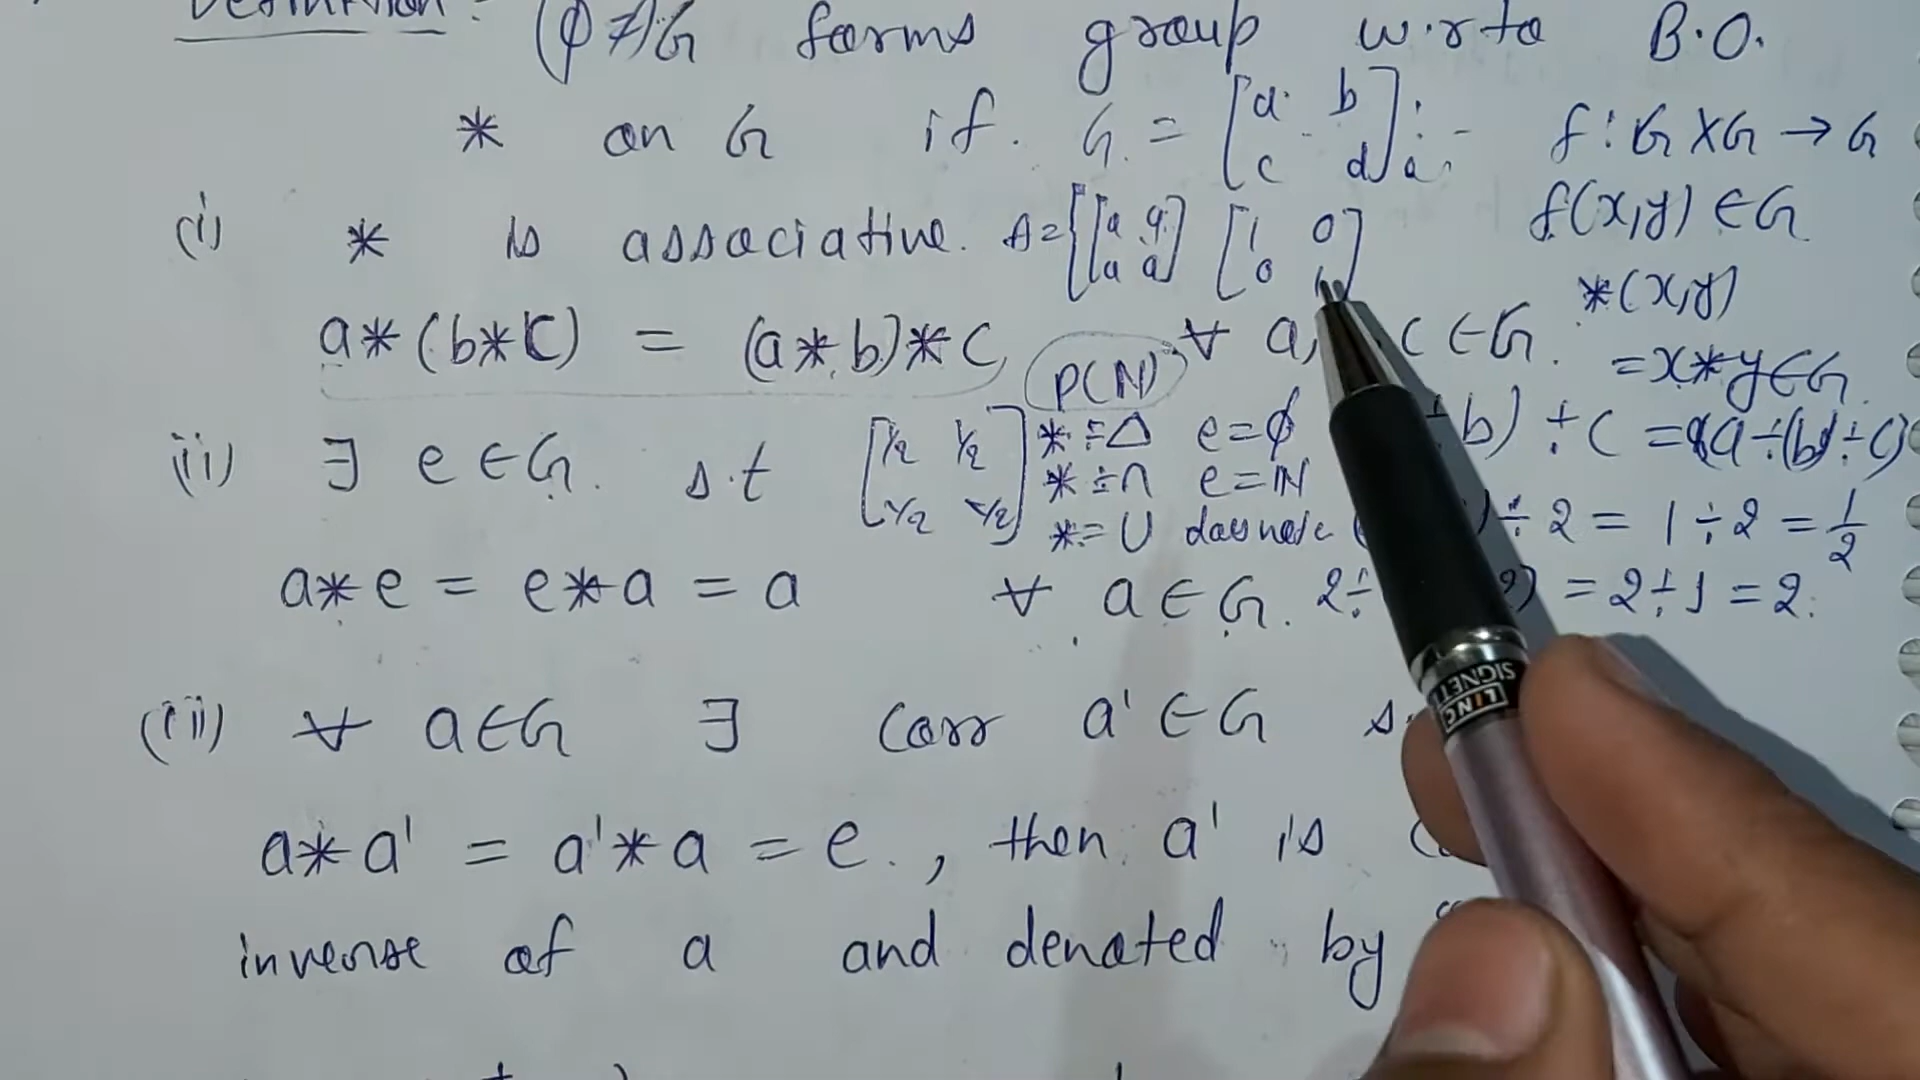 Definition: (ϕ≠)G forms group w.r.to B.O.
* on G if. G = [a b; c d] f: G×G → G
(i) * is associative. A={[a a; a a] [1 0; 0 1] f(x,y) ∈ G
*(x,y)
a*(b*c) = (a*b)*c P(N) ∀ a, c ∈ G. = x*y ∈ G
(ii) ∃ e ∈ G. s.t [1/2 1/2; 1/2 1/2] *=Δ e=ϕ b) ÷ c =
*=∩ e=ℕ
*=∪ ÷ 2 = 1÷2 = 1/2
a*e = e*a = a ∀ a ∈ G. 2÷ 2) = 2÷1 = 2.
(iii) ∀ a∈G ∃ corr a' ∈ G s
a*a' = a'*a = e., then a' is
inverse of a and denoted by